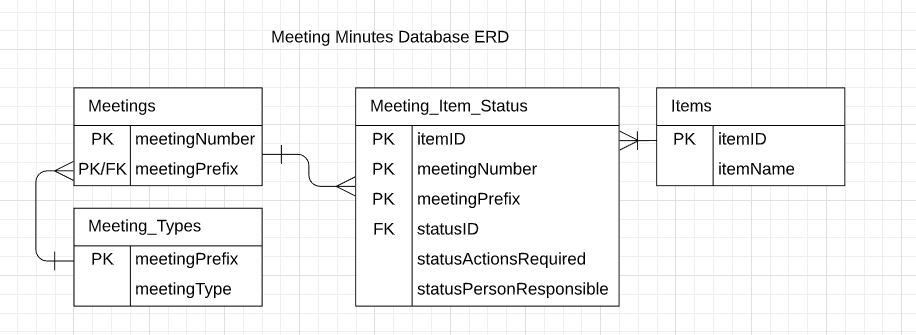 Meeting Minutes Database ERD
Meetings
PK meetingNumber
PK/FK meetingPrefix
Meeting_Types
PK meetingPrefix
meetingType
Meeting_Item_Status
PK itemID
PK meetingNumber
PK meetingPrefix
FK statusID
statusActionsRequired
statusPersonResponsible
Items
PK itemID
itemName